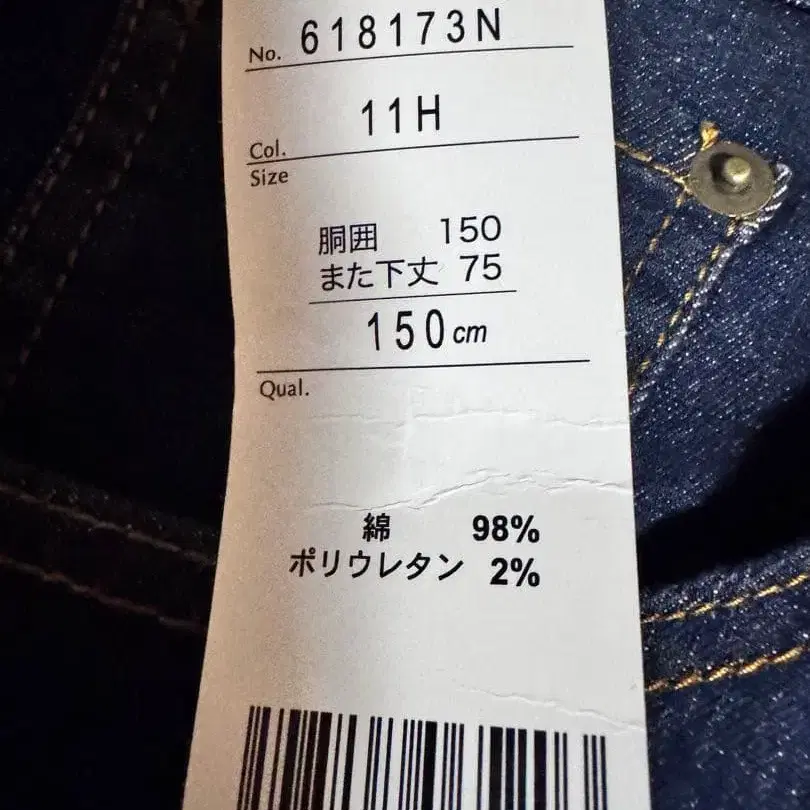 No. 618173N
Col. 11H
Size
胴囲 150
また下丈 75
150cm
Qual.
綿 98%
ポリウレタン 2%